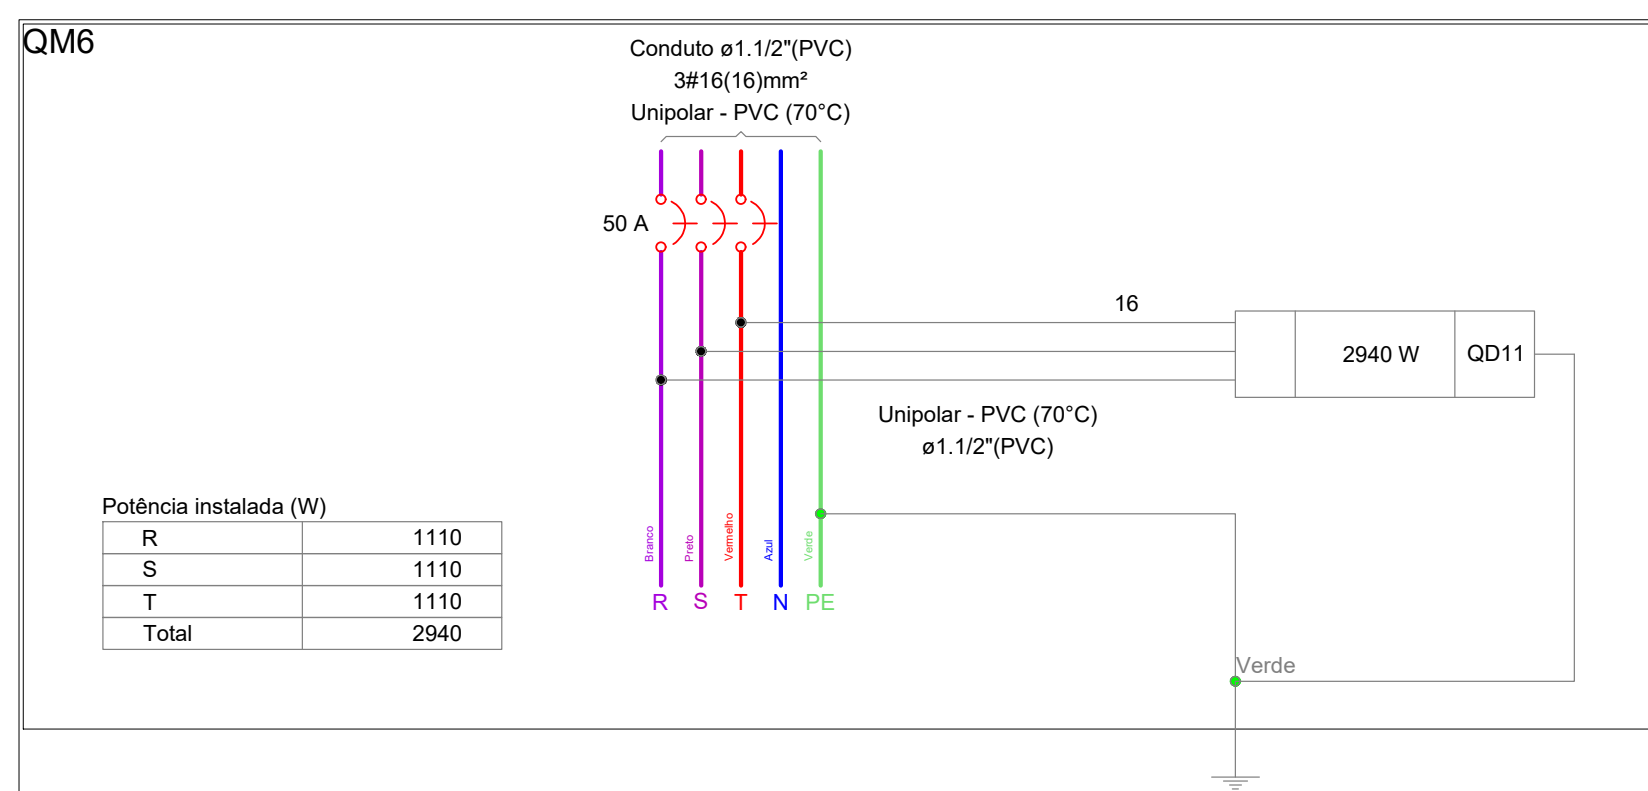 QM6
Conduto ø1.1/2"(PVC)
3#16(16)mm²
Unipolar - PVC (70°C)
50 A
16
2940 W QD11
Unipolar - PVC (70°C)
ø1.1/2"(PVC)
Potência instalada (W)
R 1110
S 1110
T 1110
Total 2940
Branco
Preto
Vermelho
Azul
Verde
R S T N PE
Verde